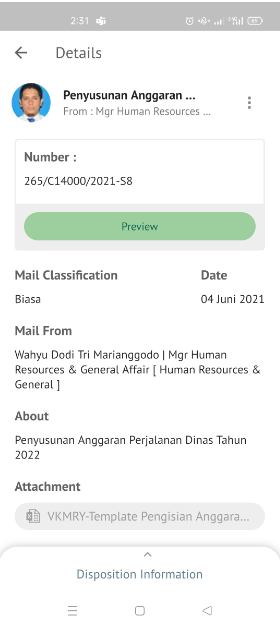 2:31
Details
Penyusunan Anggaran ...
From : Mgr Human Resources ...
Number :
265/C14000/2021-S8
Preview
Mail Classification
Date
Biasa
04 Juni 2021
Mail From
Wahyu Dodi Tri Marianggodo | Mgr Human
Resources & General Affair [ Human Resources &
General ]
About
Penyusunan Anggaran Perjalanan Dinas Tahun
2022
Attachment
VKMRY-Template Pengisian Anggara...
Disposition Information